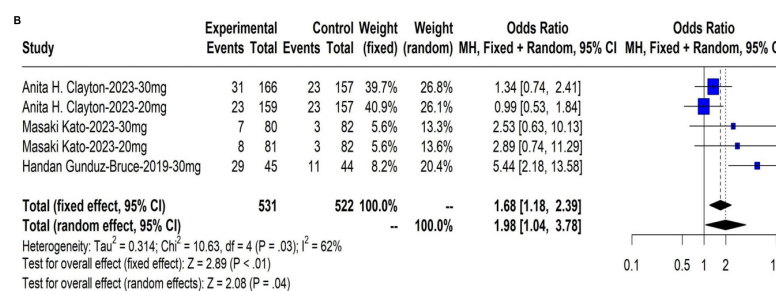 B
Experimental Control Weight Weight Odds Ratio Odds Ratio
Study Events Total Events Total (fixed) (random) MH, Fixed + Random, 95% CI MH, Fixed + Random, 95%
Anita H. Clayton-2023-30mg 31 166 23 157 39.7% 26.8% 1.34 [0.74, 2.41]
Anita H. Clayton-2023-20mg 23 159 23 157 40.9% 26.1% 0.99 [0.53, 1.84]
Masaki Kato-2023-30mg 7 80 3 82 5.6% 13.3% 2.53 [0.63, 10.13]
Masaki Kato-2023-20mg 8 81 3 82 5.6% 13.6% 2.89 [0.74, 11.29]
Handan Gunduz-Bruce-2019-30mg 29 45 11 44 8.2% 20.4% 5.44 [2.18, 13.58]
Total (fixed effect, 95% CI) 531 522 100.0% -- 1.68 [1.18, 2.39]
Total (random effect, 95% CI) -- 100.0% 1.98 [1.04, 3.78]
Heterogeneity: Tau² = 0.314; Chi² = 10.63, df = 4 (P = .03); I² = 62%
Test for overall effect (fixed effect): Z = 2.89 (P < .01)
Test for overall effect (random effects): Z = 2.08 (P = .04)
0.1 0.5 1 2